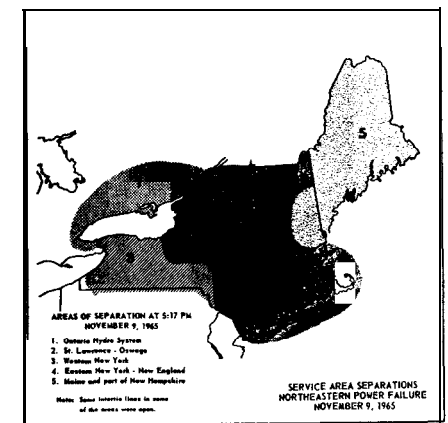 5
3
AREAS OF SEPARATION AT 5:17 PM
NOVEMBER 9, 1965
1. Ontario Hydro System
2. St. Lawrence - Oswego
3. Western New York
4. Eastern New York - New England
5. Maine and part of New Hampshire
Note: Some intertie lines in some
of the areas were open.
SERVICE AREA SEPARATIONS
NORTHEASTERN POWER FAILURE
NOVEMBER 9, 1965